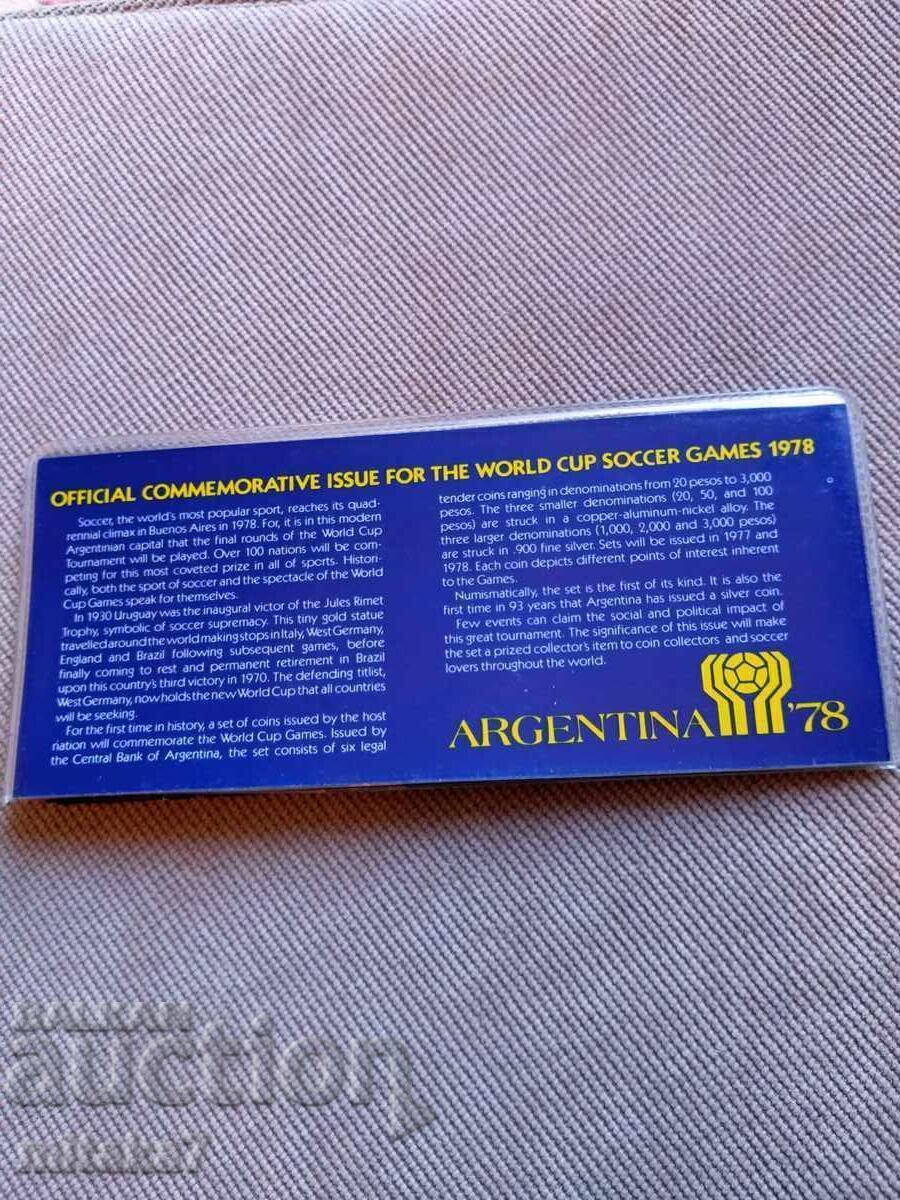 OFFICIAL COMMEMORATIVE ISSUE FOR THE WORLD CUP SOCCER GAMES 1978
Soccer, the world's most popular sport, reaches its quad-
rennial climax in Buenos Aires in 1978. For, it is in this modern
Argentinian capital that the final rounds of the World Cup
Tournament will be played. Over 100 nations will be com-
peting for this most coveted prize in all of sports. Histori-
cally, both the sport of soccer and the spectacle of the World
Cup Games speak for themselves.
In 1930 Uruguay was the inaugural victor of the Jules Rimet
Trophy, symbolic of soccer supremacy. This tiny gold statue
travelled around the world making stops in Italy, West Germany,
England and Brazil following subsequent games, before
finally coming to rest and permanent retirement in Brazil
upon this country's third victory in 1970. The defending titlist,
West Germany, now holds the new World Cup that all countries
will be seeking.
For the first time in history, a set of coins issued by the host
nation will commemorate the World Cup Games. Issued by
the Central Bank of Argentina, the set consists of six legal
tender coins ranging in denominations from 20 pesos to 3,000
pesos. The three smaller denominations (20, 50, and 100
pesos) are struck in a copper-aluminum-nickel alloy. The
three larger denominations (1,000, 2,000 and 3,000 pesos)
are struck in .900 fine silver. Sets will be issued in 1977 and
1978. Each coin depicts different points of interest inherent
to the Games.
Numismatically, the set is the first of its kind. It is also the
first time in 93 years that Argentina has issued a silver coin.
Few events can claim the social and political impact of
this great tournament. The significance of this issue will make
the set a prized collector's item to coin collectors and soccer
lovers throughout the world.
ARGENTINA '78
BALKAN
auction
mitaka7